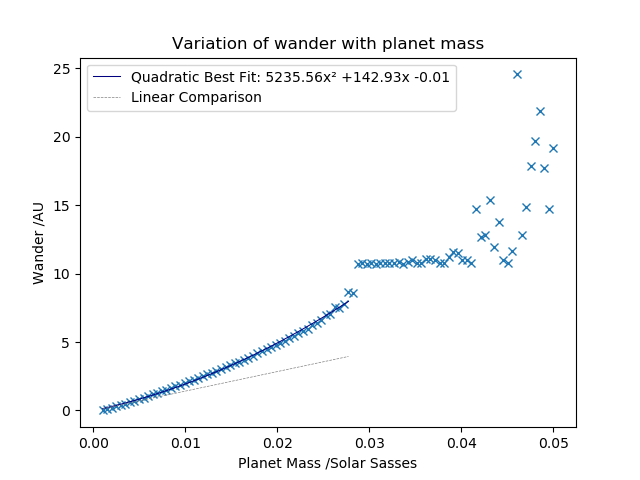 Variation of wander with planet mass
Quadratic Best Fit: 5235.56x² +142.93x -0.01
Linear Comparison
25
20
15
10
5
0
Wander /AU
0.00 0.01 0.02 0.03 0.04 0.05
Planet Mass /Solar Sasses